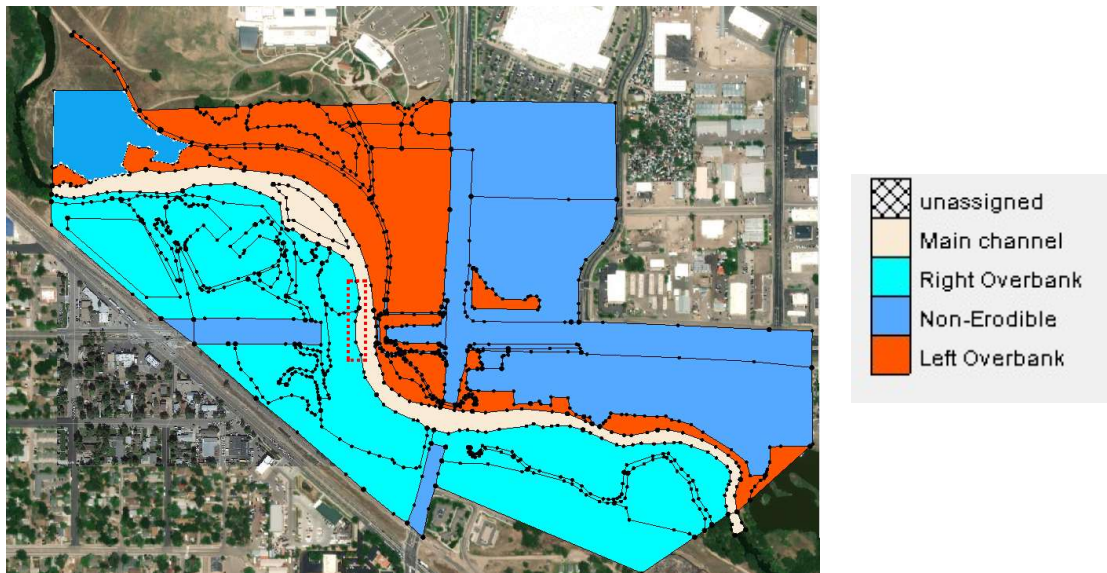 unassigned
Main channel
Right Overbank
Non-Erodible
Left Overbank